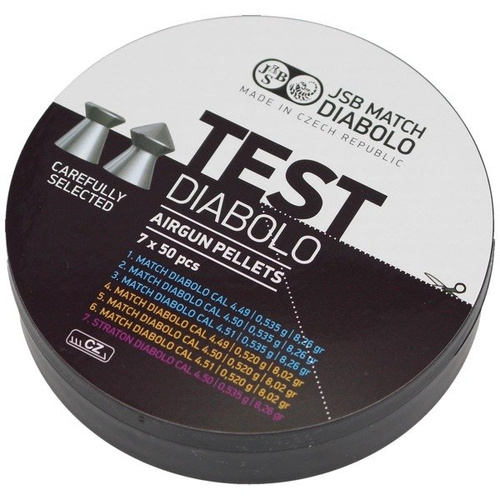 JSB
JSB MATCH
DIABOLO
MADE IN CZECH REPUBLIC
CAREFULLY
SELECTED
TEST
DIABOLO
AIRGUN PELLETS
7 x 50 pcs
1. MATCH DIABOLO CAL 4.49 | 0,535 g | 8,26 gr
2. MATCH DIABOLO CAL 4.50 | 0,535 g | 8,26 gr
3. MATCH DIABOLO CAL 4.51 | 0,535 g | 8,26 gr
4. MATCH DIABOLO CAL 4.49 | 0,520 g | 8,02 gr
5. MATCH DIABOLO CAL 4.50 | 0,520 g | 8,02 gr
6. MATCH DIABOLO CAL 4.51 | 0,520 g | 8,02 gr
7. STRATON DIABOLO CAL 4.50 | 0,535 g | 8,26 gr
CZ